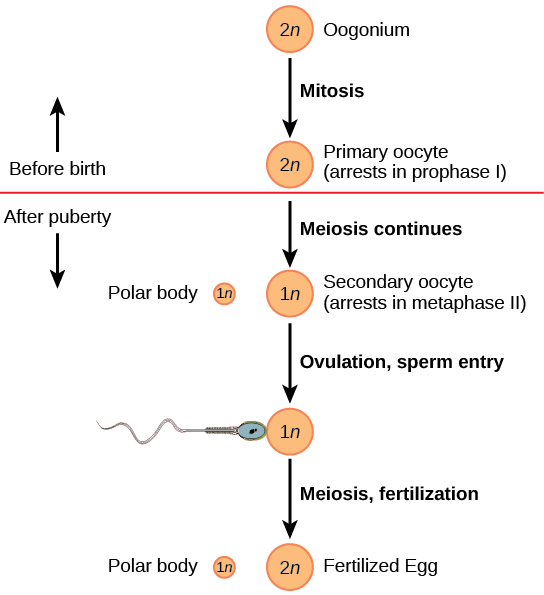 2n Oogonium
Mitosis
Before birth
2n Primary oocyte
(arrests in prophase I)
After puberty
Meiosis continues
Polar body 1n 1n Secondary oocyte
(arrests in metaphase II)
Ovulation, sperm entry
1n
Meiosis, fertilization
Polar body 1n 2n Fertilized Egg